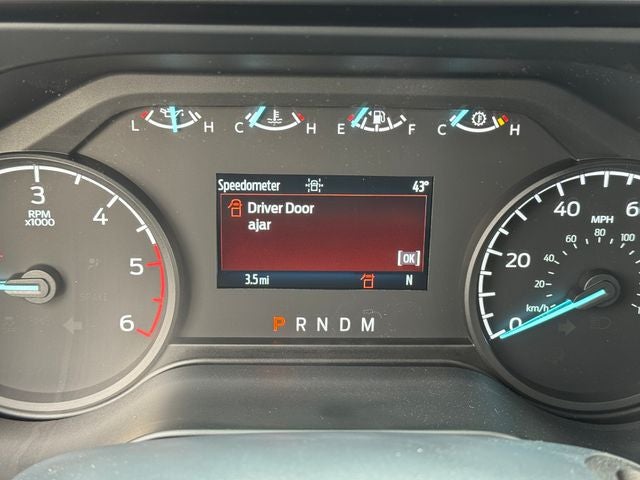 L H C H E F C H
Speedometer 43°
Driver Door
ajar
[OK]
3.5 mi N
P R N D M
3
4
5
6
RPM
x1000
0
20
40
6
MPH
km/h
20
40
60
80
100